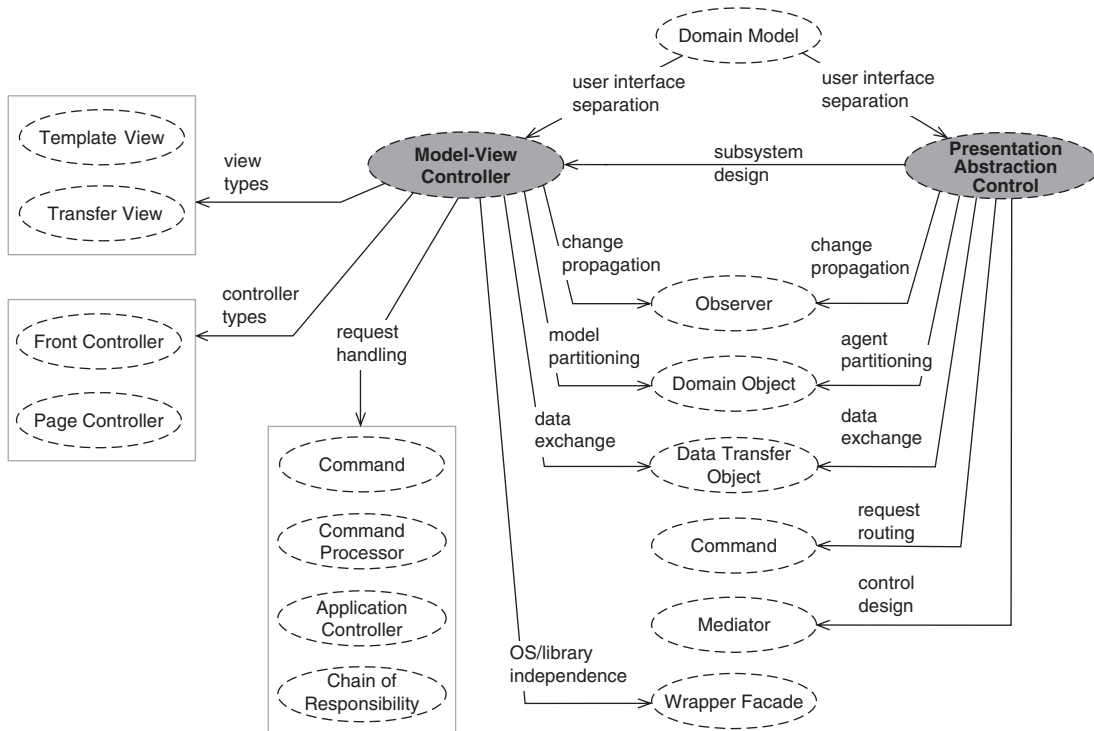 Domain Model
user interface
separation
user interface
separation
Template View
Transfer View
view
types
Model-View
Controller
subsystem
design
Presentation
Abstraction
Control
change
propagation
change
propagation
Observer
controller
types
Front Controller
Page Controller
request
handling
model
partitioning
agent
partitioning
Domain Object
data
exchange
data
exchange
Data Transfer
Object
Command
Command
Processor
Application
Controller
Chain of
Responsibility
request
routing
Command
control
design
Mediator
OS/library
independence
Wrapper Facade